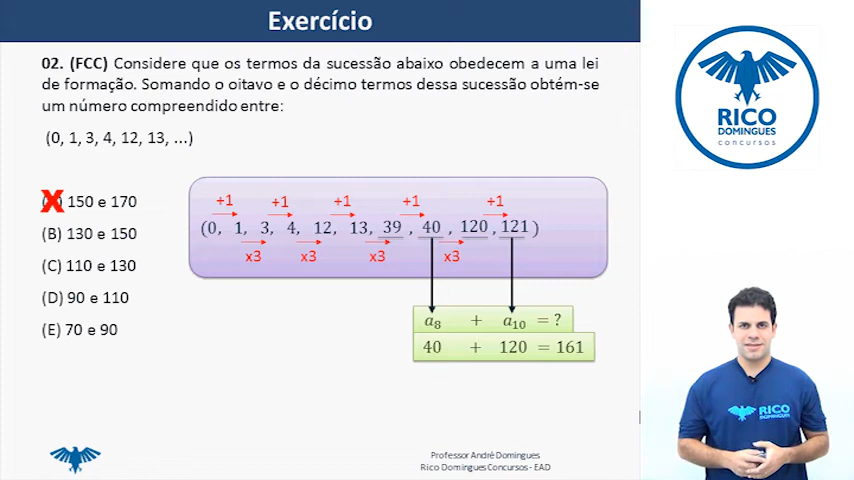 Exercício
02. (FCC) Considere que os termos da sucessão abaixo obedecem a uma lei
de formação. Somando o oitavo e o décimo termos dessa sucessão obtém-se
um número compreendido entre:
(0, 1, 3, 4, 12, 13, ...)
X 150 e 170
(B) 130 e 150
(C) 110 e 130
(D) 90 e 110
(E) 70 e 90
+1 +1 +1 +1 +1
(0, 1, 3, 4, 12, 13, 39 , 40 , 120 , 121 )
x3 x3 x3 x3
a₈ + a₁₀ = ?
40 + 120 = 161
Professor André Domingues
Rico Domingues Concursos - EAD
RICO
DOMINGUES
concursos
RICO
DOMINGUES